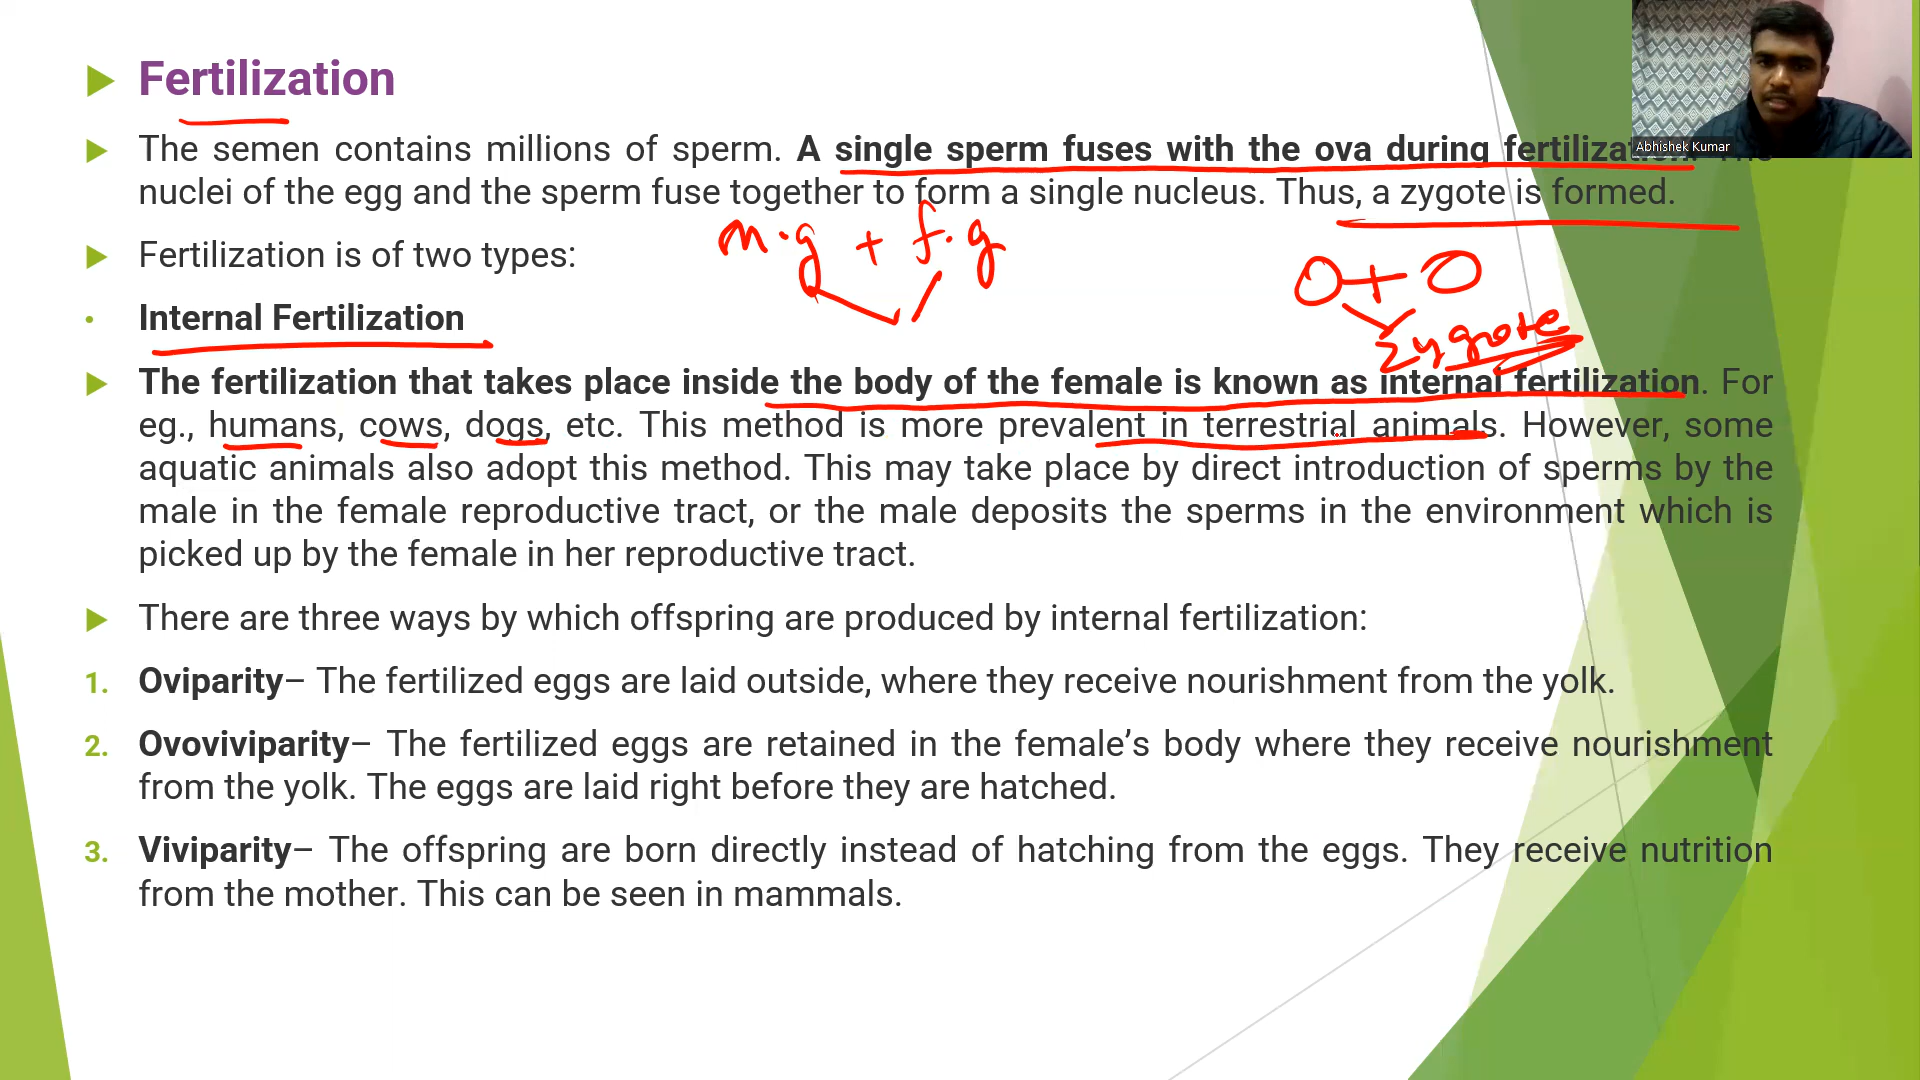 Fertilization
Abhishek Kumar
The semen contains millions of sperm. A single sperm fuses with the ova during fertilization. The
nuclei of the egg and the sperm fuse together to form a single nucleus. Thus, a zygote is formed.
m.g + f.g
Fertilization is of two types:
O + O
Internal Fertilization
Zygote
The fertilization that takes place inside the body of the female is known as internal fertilization. For
eg., humans, cows, dogs, etc. This method is more prevalent in terrestrial animals. However, some
aquatic animals also adopt this method. This may take place by direct introduction of sperms by the
male in the female reproductive tract, or the male deposits the sperms in the environment which is
picked up by the female in her reproductive tract.
There are three ways by which offspring are produced by internal fertilization:
1. Oviparity– The fertilized eggs are laid outside, where they receive nourishment from the yolk.
2. Ovoviviparity– The fertilized eggs are retained in the female’s body where they receive nourishment
from the yolk. The eggs are laid right before they are hatched.
3. Viviparity– The offspring are born directly instead of hatching from the eggs. They receive nutrition
from the mother. This can be seen in mammals.